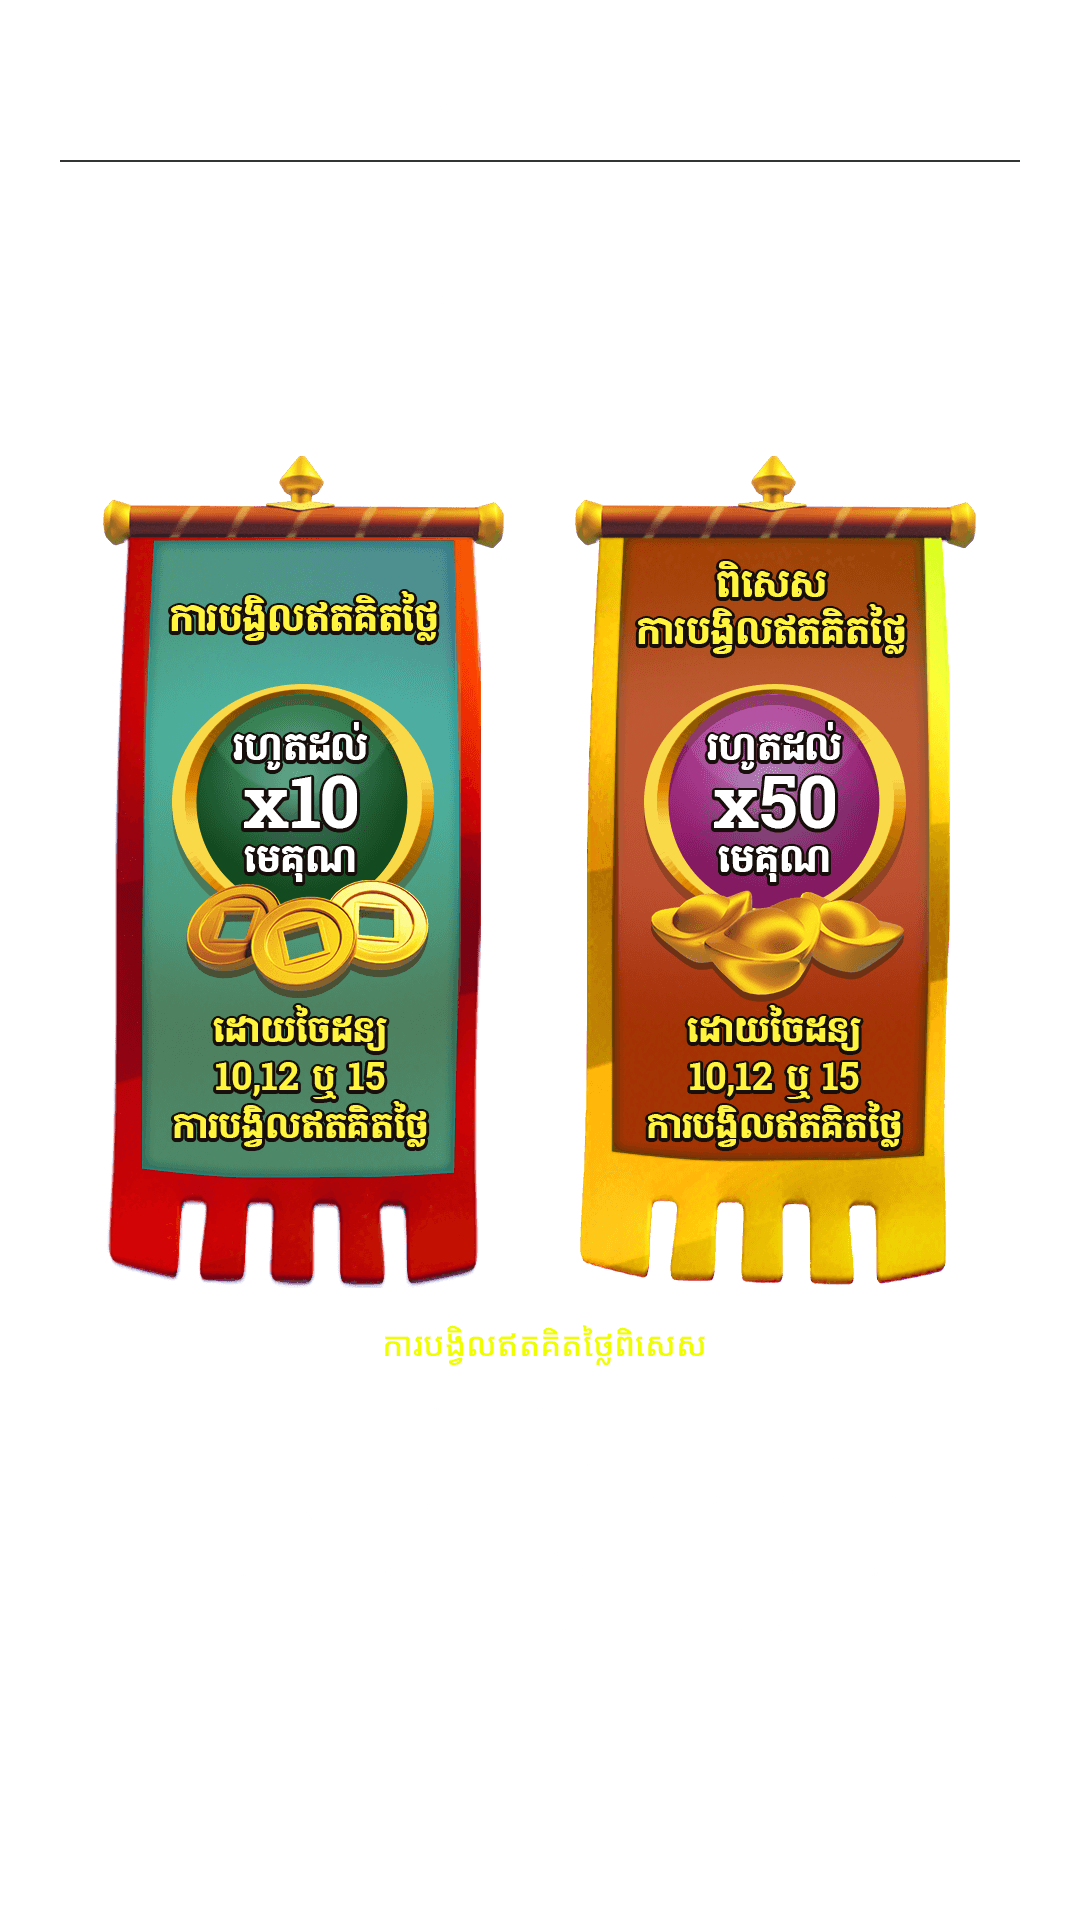 ការបង្វិលឥតគិតថ្លៃ
រហូតដល់
x10
មេគុណ
ដោយចៃដន្យ
10,12 ឬ 15
ការបង្វិលឥតគិតថ្លៃ
ពិសេស
ការបង្វិលឥតគិតថ្លៃ
រហូតដល់
x50
មេគុណ
ដោយចៃដន្យ
10,12 ឬ 15
ការបង្វិលឥតគិតថ្លៃ
ការបង្វិលឥតគិតថ្លៃពិសេស